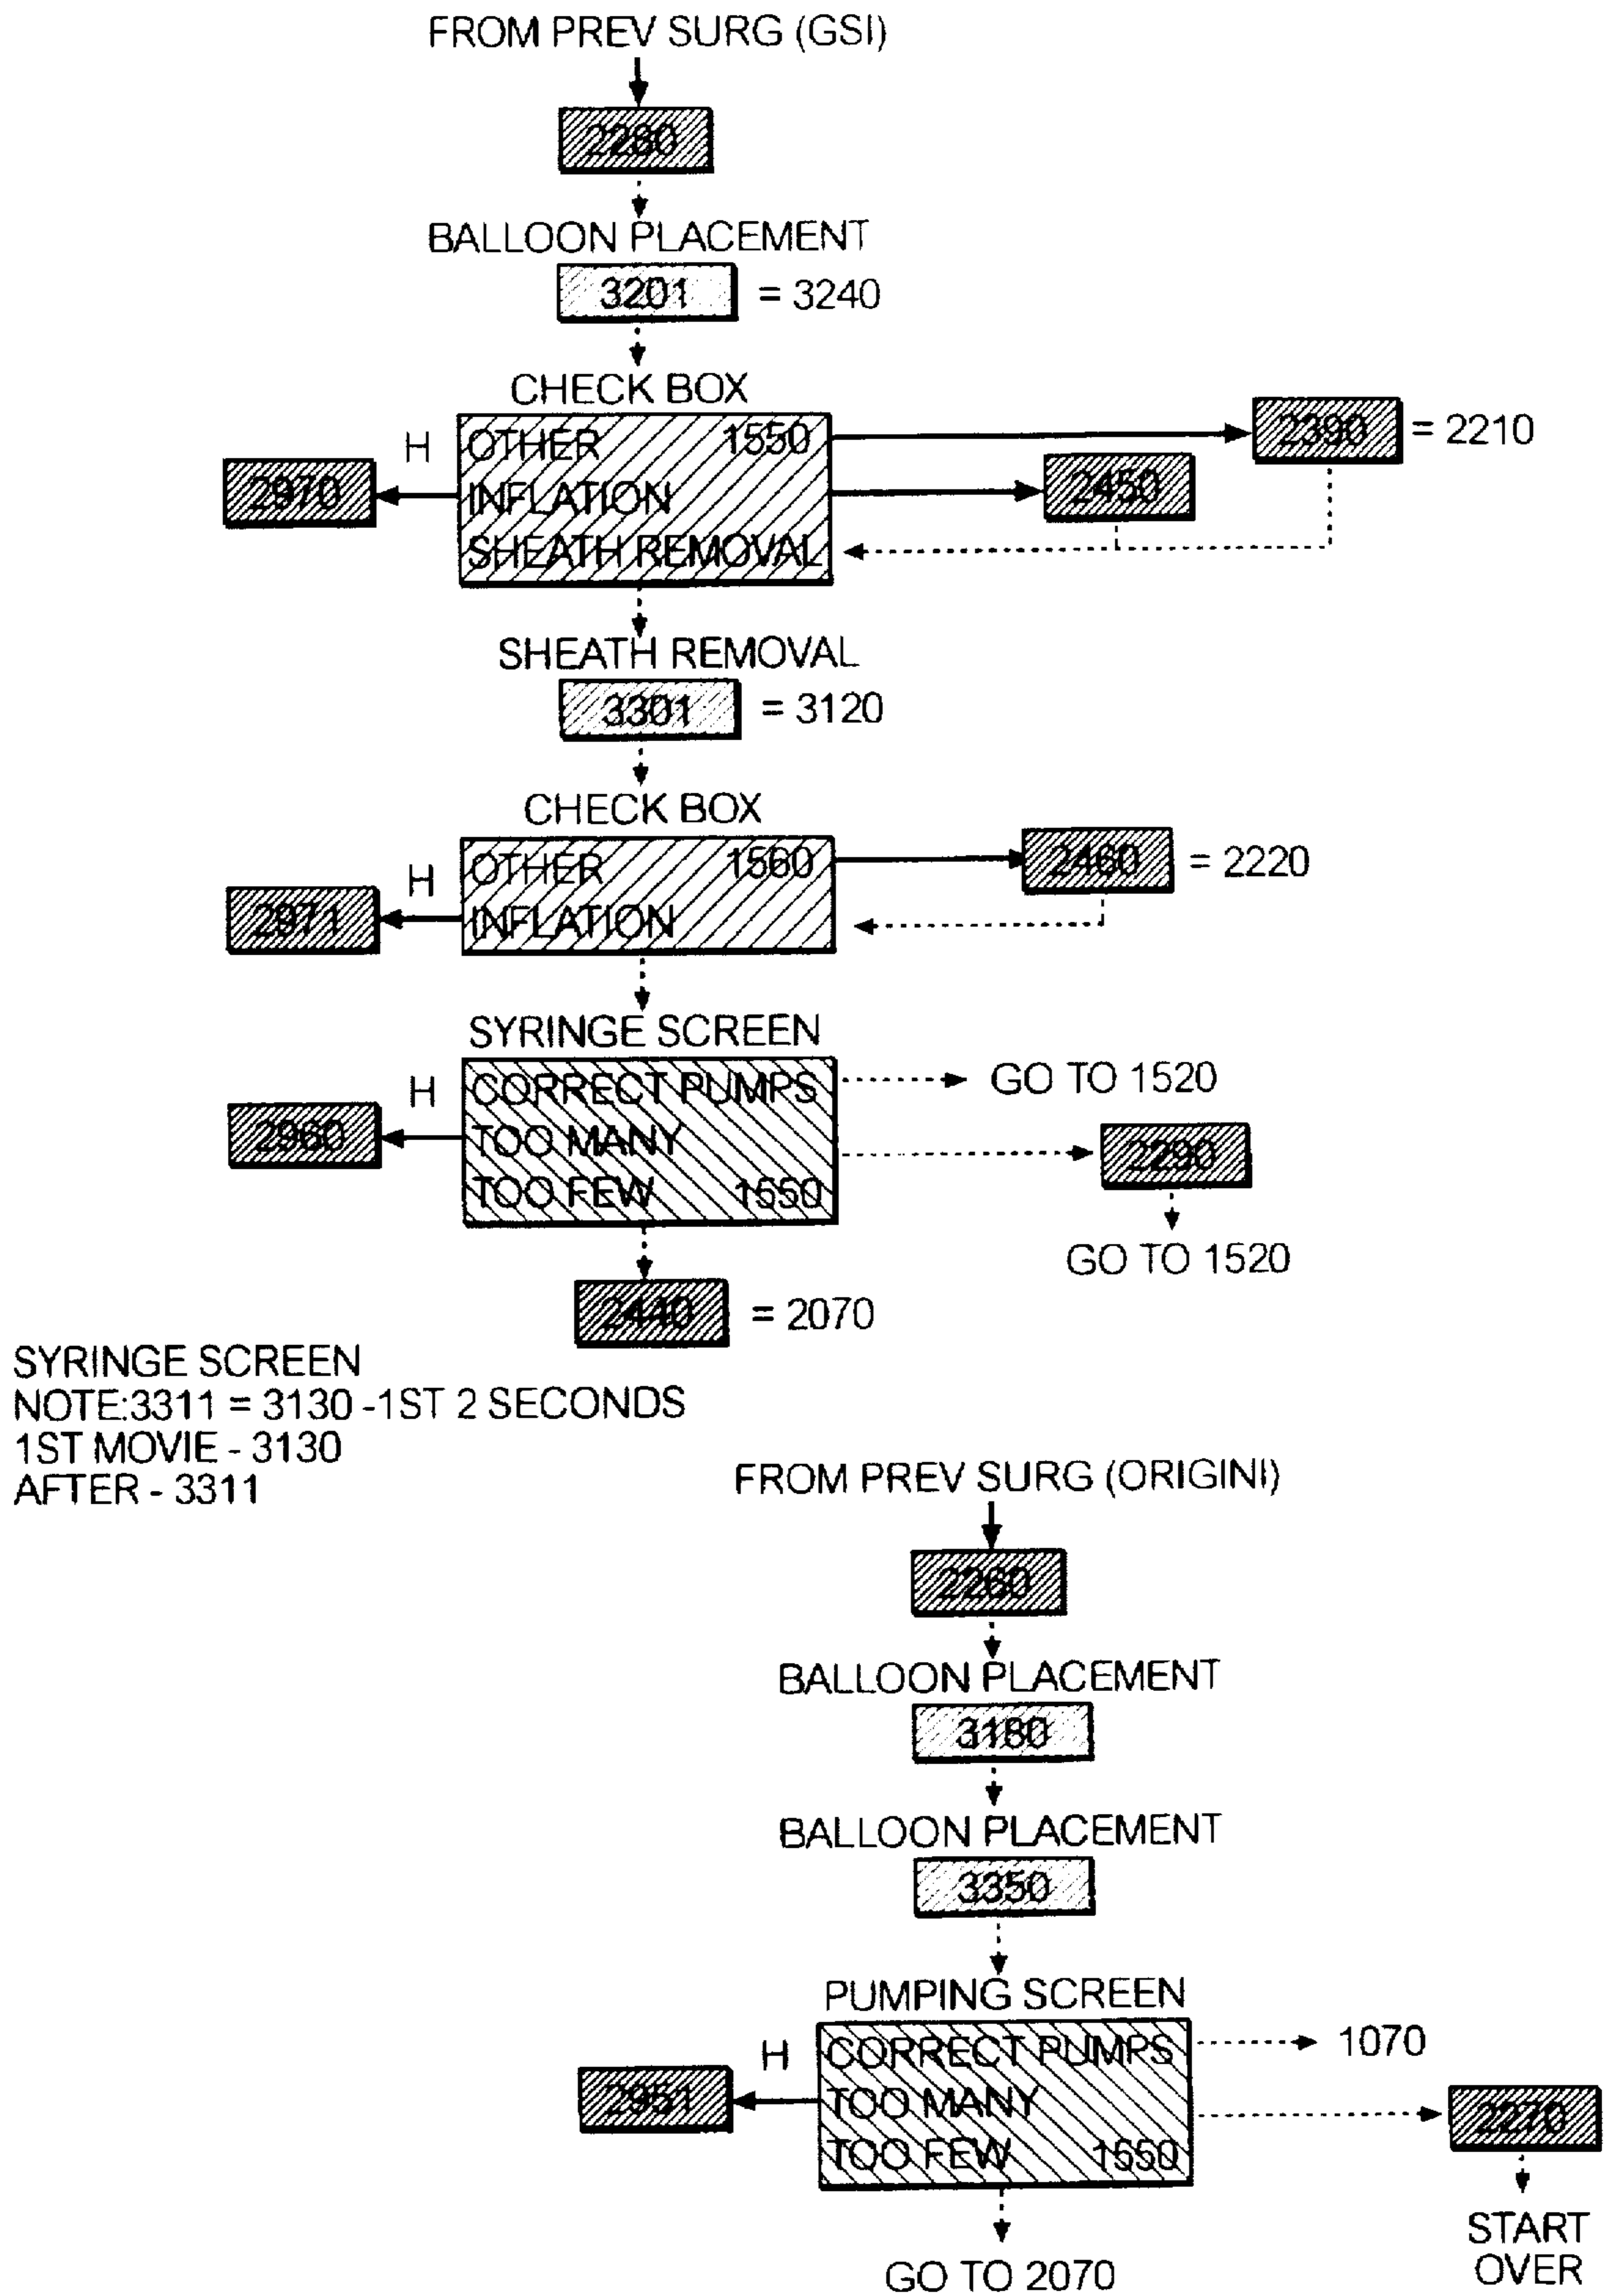 FROM PREV SURG (GSI)
2280
BALLOON PLACEMENT
3201 = 3240
CHECK BOX
H OTHER 1550 2390 = 2210
2970 INFLATION 2450
SHEATH REMOVAL
SHEATH REMOVAL
3301 = 3120
CHECK BOX
H OTHER 1560 2460 = 2220
2971 INFLATION
SYRINGE SCREEN
H CORRECT PUMPS GO TO 1520
2960 TOO MANY 2290
TOO FEW 1550
GO TO 1520
2440 = 2070
SYRINGE SCREEN
NOTE:3311 = 3130 -1ST 2 SECONDS
1ST MOVIE - 3130
AFTER - 3311
FROM PREV SURG (ORIGINI)
2260
BALLOON PLACEMENT
3180
BALLOON PLACEMENT
3350
PUMPING SCREEN
H CORRECT PUMPS 1070
2951 TOO MANY 2270
TOO FEW 1550
START
OVER
GO TO 2070